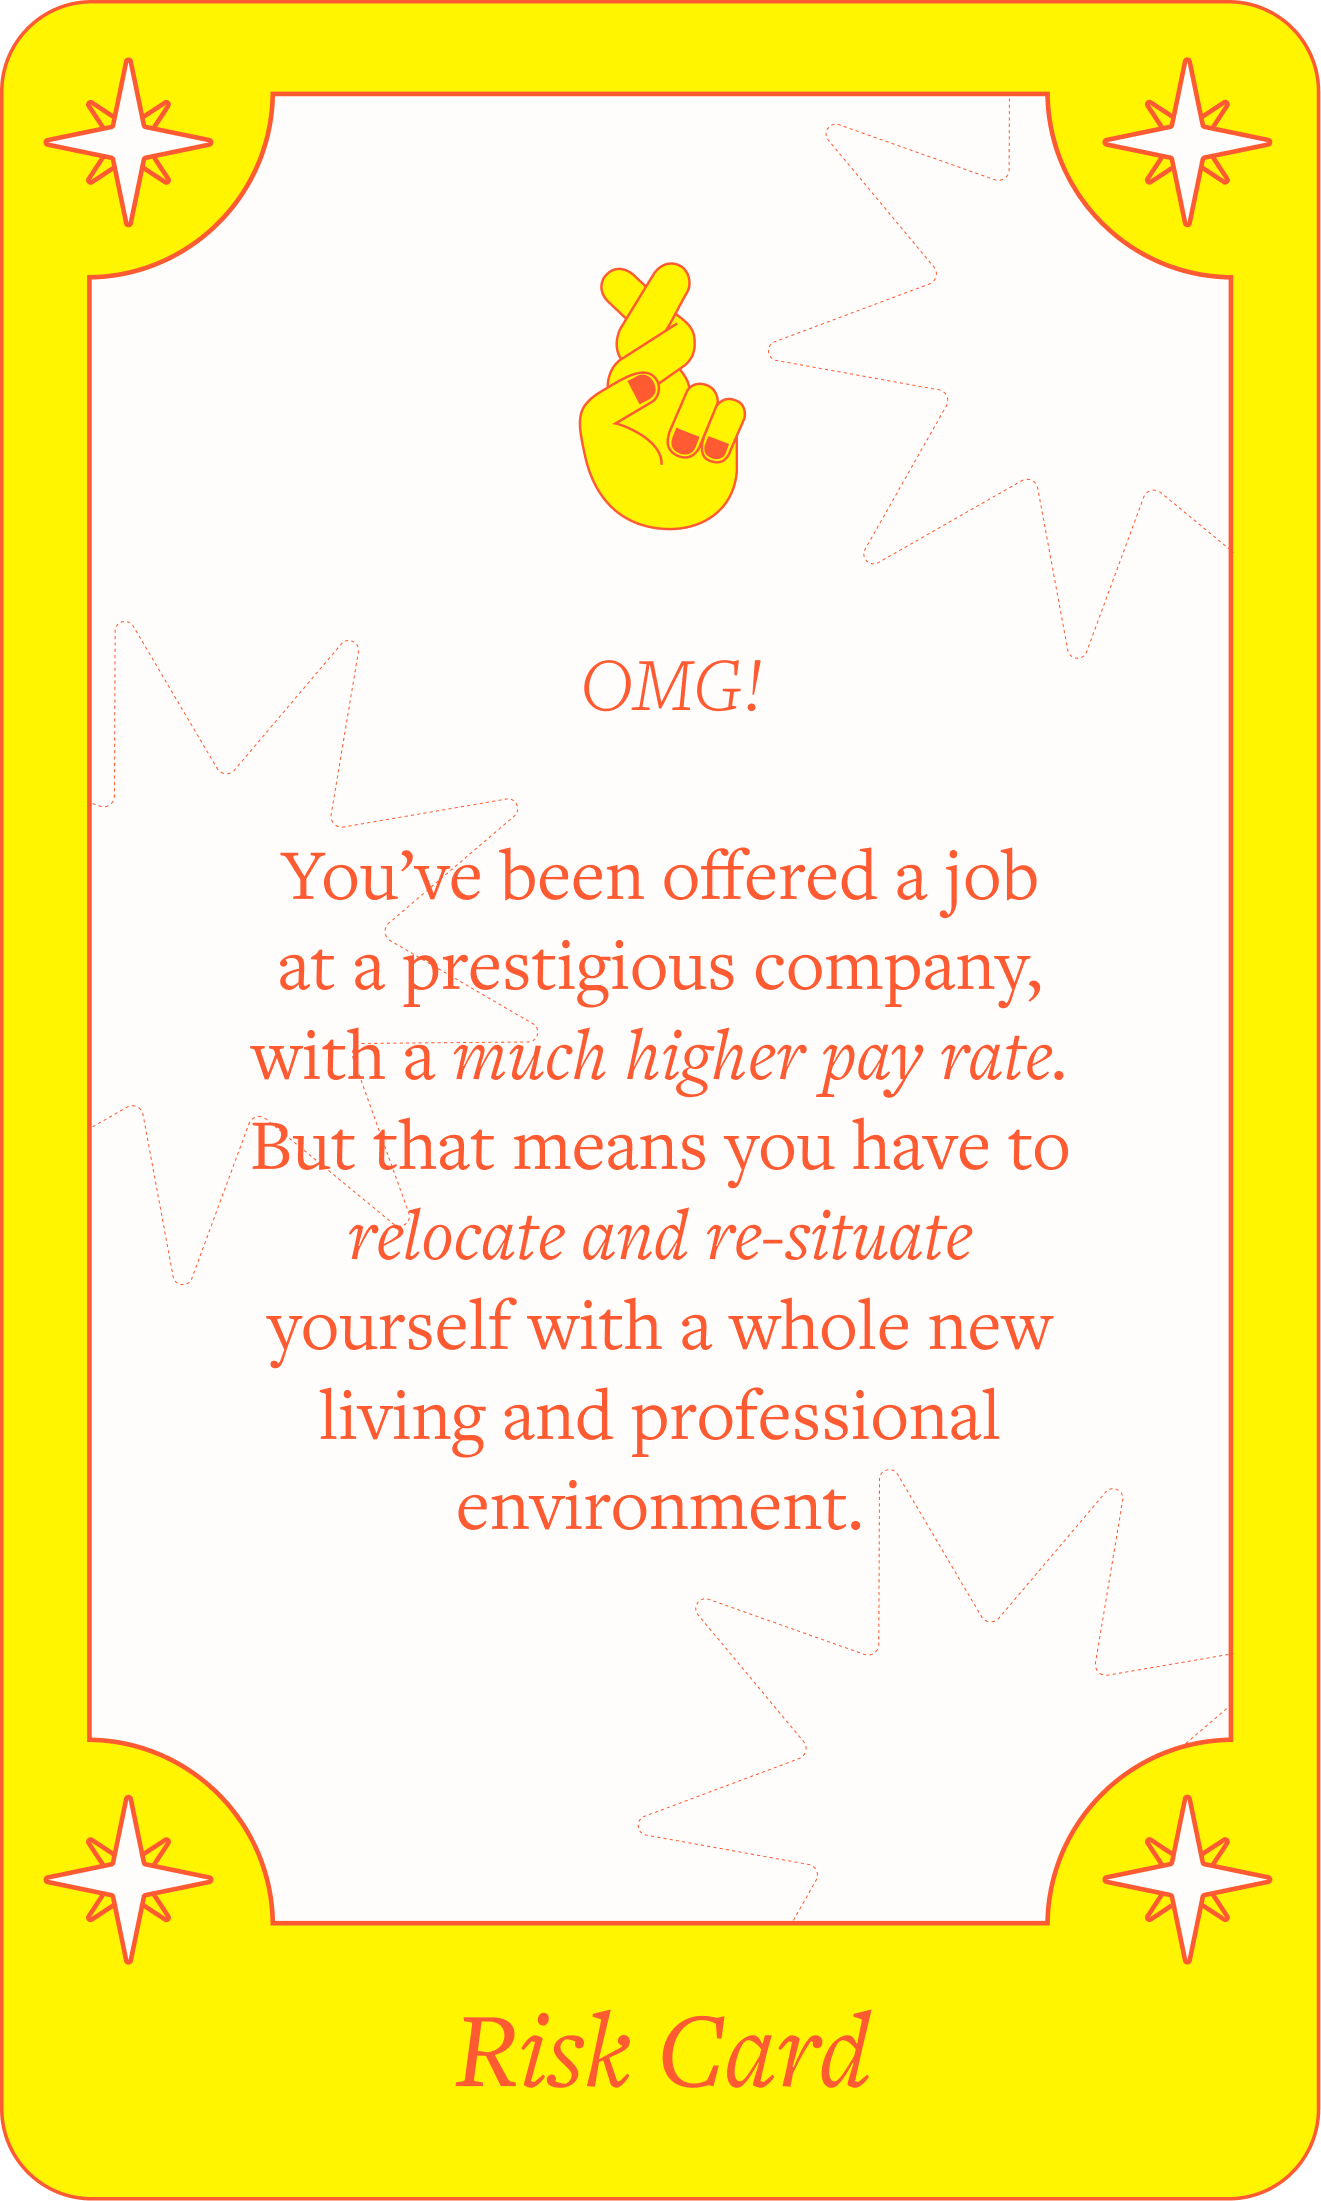 OMG!
You’ve been offered a job
at a prestigious company,
with a much higher pay rate.
But that means you have to
relocate and re-situate
yourself with a whole new
living and professional
environment.
Risk Card